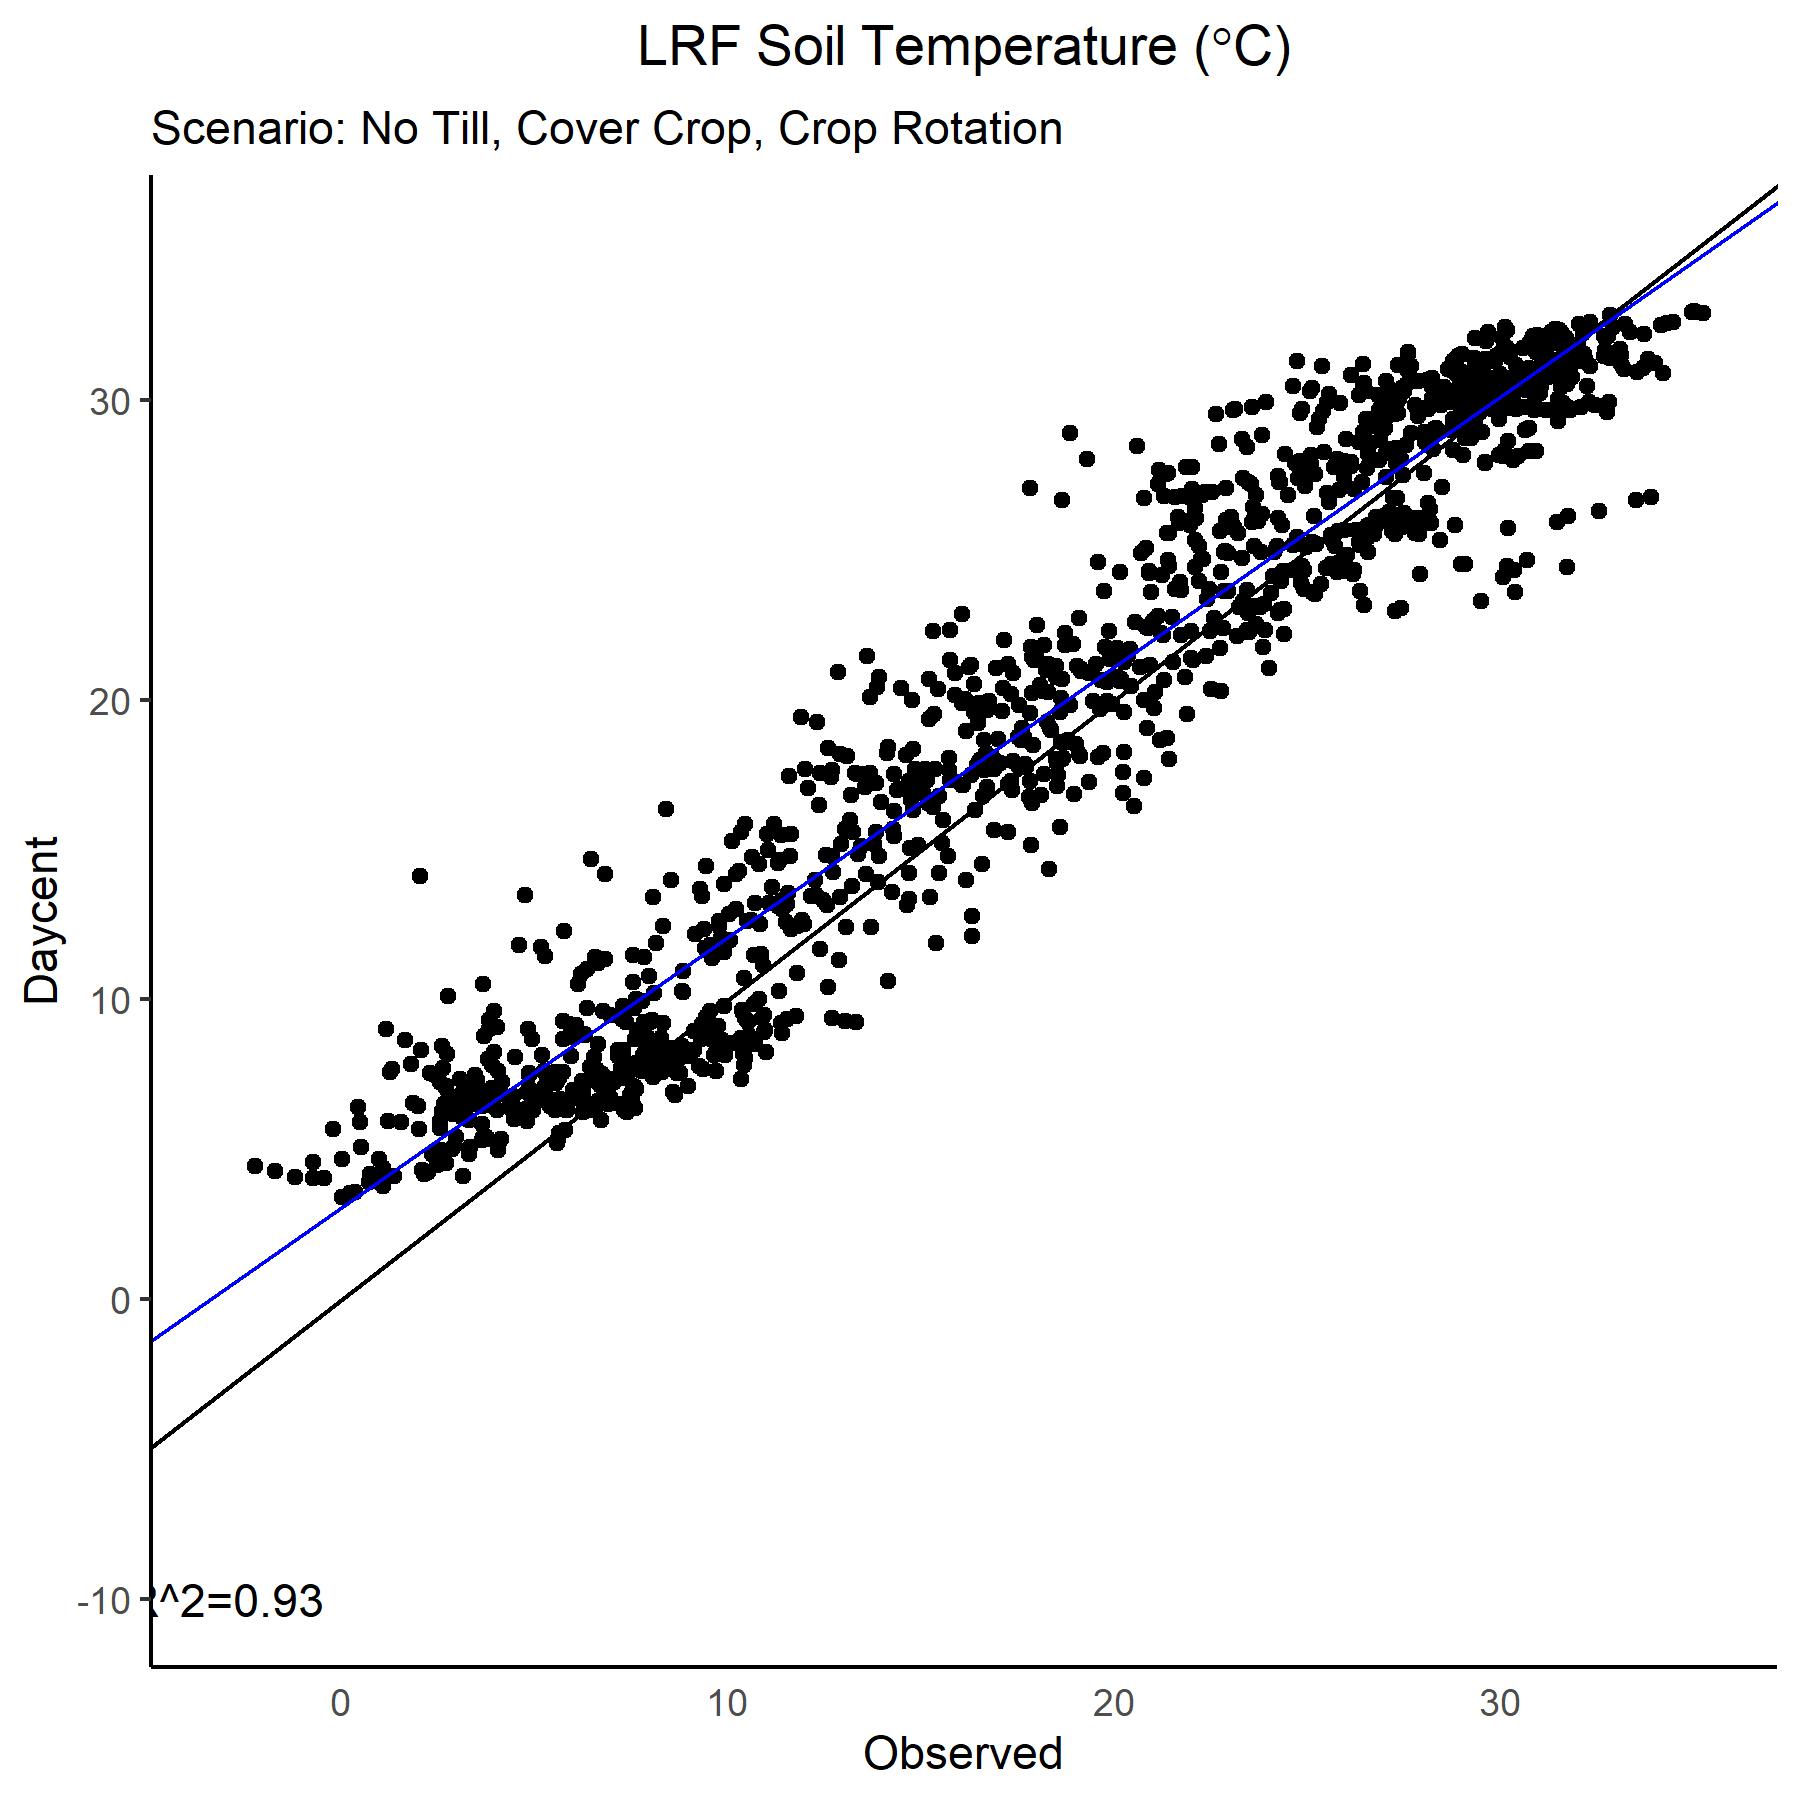 LRF Soil Temperature (°C)
Scenario: No Till, Cover Crop, Crop Rotation
30
20
10
0
-10
^2=0.93
Daycent
0 10 20 30
Observed